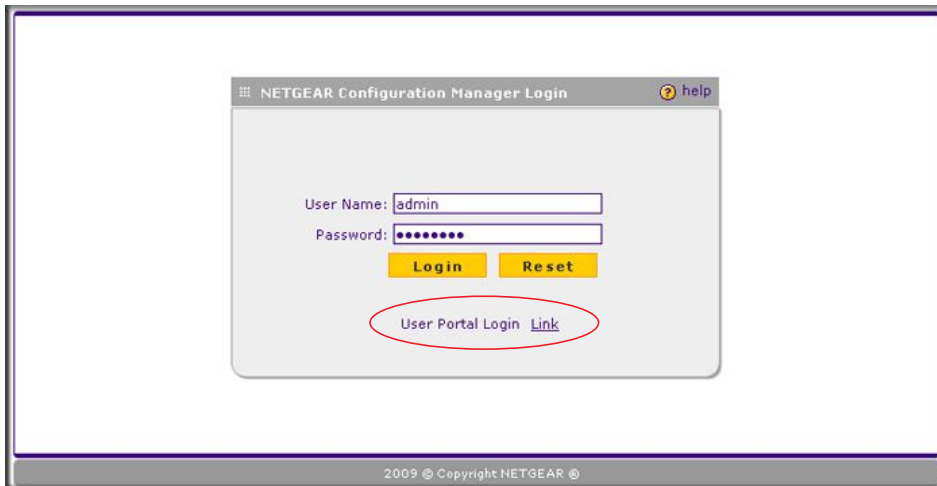 NETGEAR Configuration Manager Login
? help
User Name: admin
Password: ••••••••
Login Reset
User Portal Login Link
2009 © Copyright NETGEAR ®